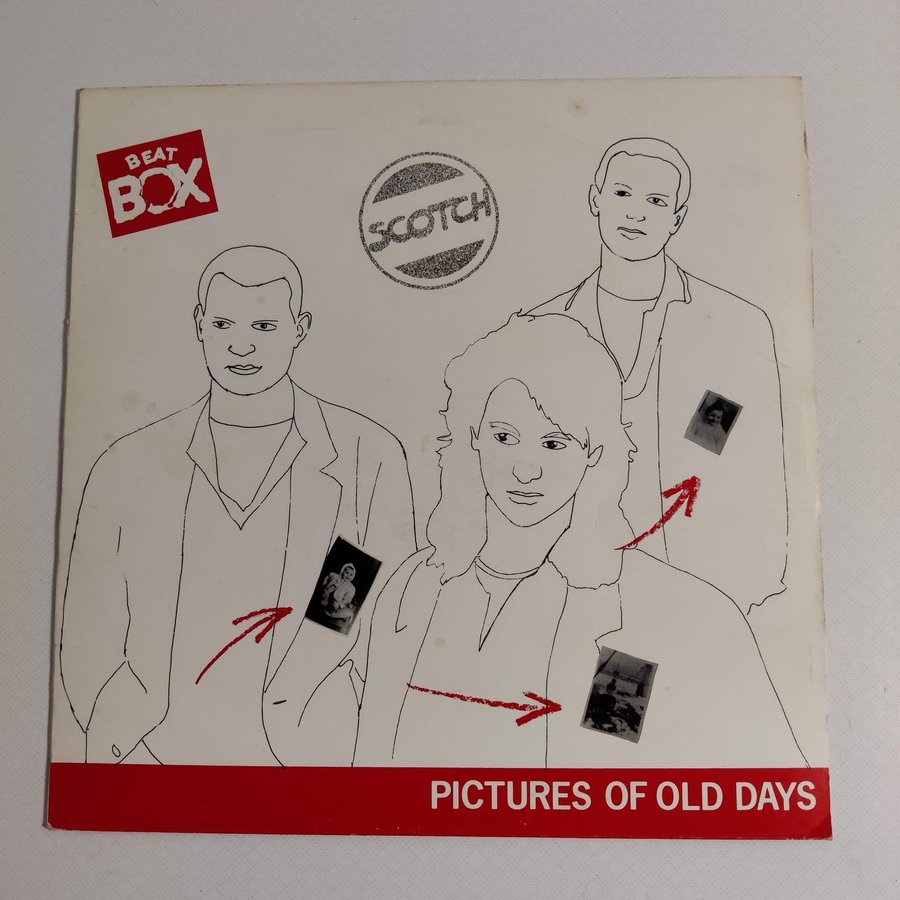 BEAT
BOX
SCOTCH
PICTURES OF OLD DAYS